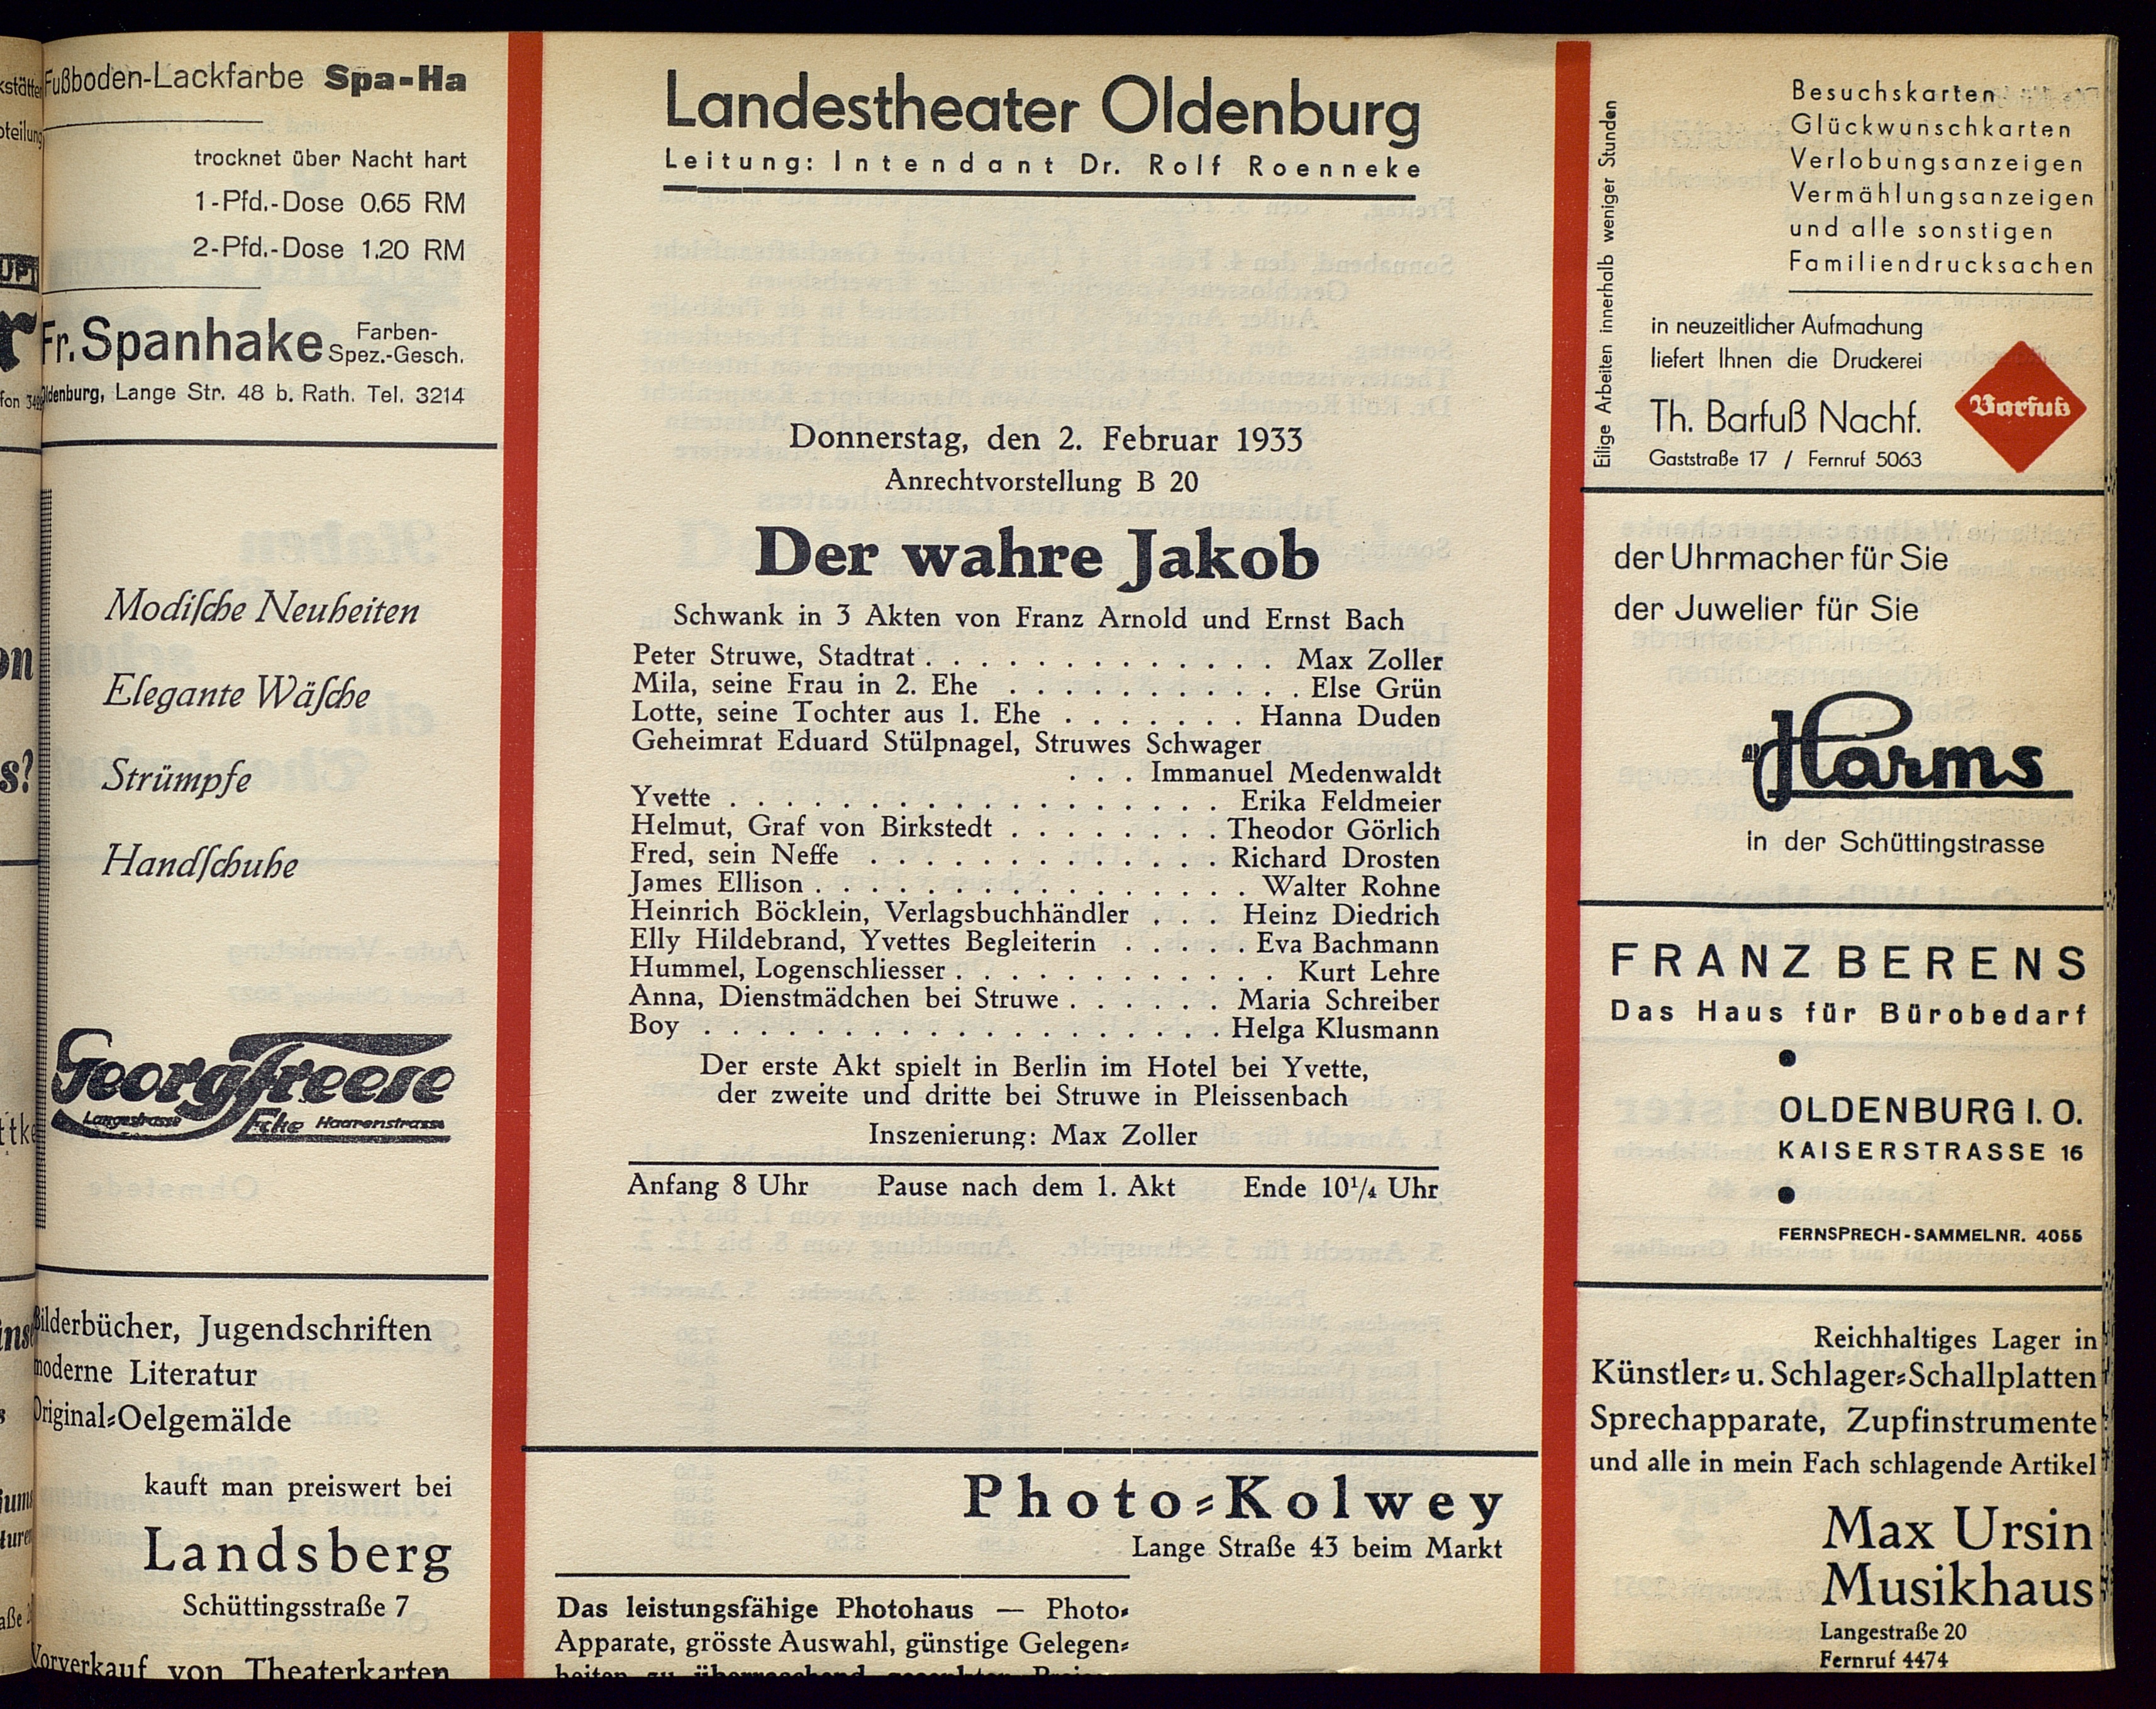 Fußboden-Lackfarbe Spa-Ha
trocknet über Nacht hart
1-Pfd.-Dose 0.65 RM
2-Pfd.-Dose 1.20 RM
Fr. Spanhake Farben-
Spez.-Gesch.
Oldenburg, Lange Str. 48 b. Rath. Tel. 3214
Modische Neuheiten
Elegante Wäsche
Strümpfe
Handschuhe
Georg Freese
Langestrasse Ecke Haarenstrasse
Bilderbücher, Jugendschriften
moderne Literatur
Original-Oelgemälde
kauft man preiswert bei
Landsberg
Schüttingsstraße 7
Vorverkauf von Theaterkarten
Landestheater Oldenburg
Leitung: Intendant Dr. Rolf Roenneke
Donnerstag, den 2. Februar 1933
Anrechtvorstellung B 20
Der wahre Jakob
Schwank in 3 Akten von Franz Arnold und Ernst Bach
Peter Struwe, Stadtrat . . . . . . . . . . . . . Max Zoller
Mila, seine Frau in 2. Ehe . . . . . . . . . . . Else Grün
Lotte, seine Tochter aus 1. Ehe . . . . . . . Hanna Duden
Geheimrat Eduard Stülpnagel, Struwes Schwager
. . . Immanuel Medenwaldt
Yvette . . . . . . . . . . . . . . . . . . Erika Feldmeier
Helmut, Graf von Birkstedt . . . . . . . . Theodor Görlich
Fred, sein Neffe . . . . . . . . . . . . . Richard Drosten
James Ellison . . . . . . . . . . . . . . . . Walter Rohne
Heinrich Böcklein, Verlagsbuchhändler . . . Heinz Diedrich
Elly Hildebrand, Yvettes Begleiterin . . . . . Eva Bachmann
Hummel, Logenschliesser . . . . . . . . . . . . Kurt Lehre
Anna, Dienstmädchen bei Struwe . . . . . . Maria Schreiber
Boy . . . . . . . . . . . . . . . . . . . Helga Klusmann
Der erste Akt spielt in Berlin im Hotel bei Yvette,
der zweite und dritte bei Struwe in Pleissenbach
Inszenierung: Max Zoller
Anfang 8 Uhr Pause nach dem 1. Akt Ende 10¹/₄ Uhr
Photo-Kolwey
Lange Straße 43 beim Markt
Das leistungsfähige Photohaus — Photo-
Apparate, grösste Auswahl, günstige Gelegen-
Eilige Arbeiten innerhalb weniger Stunden
Besuchskarten
Glückwunschkarten
Verlobungsanzeigen
Vermählungsanzeigen
und alle sonstigen
Familiendrucksachen
in neuzeitlicher Aufmachung
liefert Ihnen die Druckerei
Th. Barfuß Nachf.
Gaststraße 17 / Fernruf 5063
Barfuß
der Uhrmacher für Sie
der Juwelier für Sie
Harms
in der Schüttingstrasse
FRANZ BERENS
Das Haus für Bürobedarf
OLDENBURG I. O.
KAISERSTRASSE 16
FERNSPRECH-SAMMELNR. 4055
Reichhaltiges Lager in
Künstler- u. Schlager-Schallplatten
Sprechapparate, Zupfinstrumente
und alle in mein Fach schlagende Artikel
Max Ursin
Musikhaus
Langestraße 20
Fernruf 4474